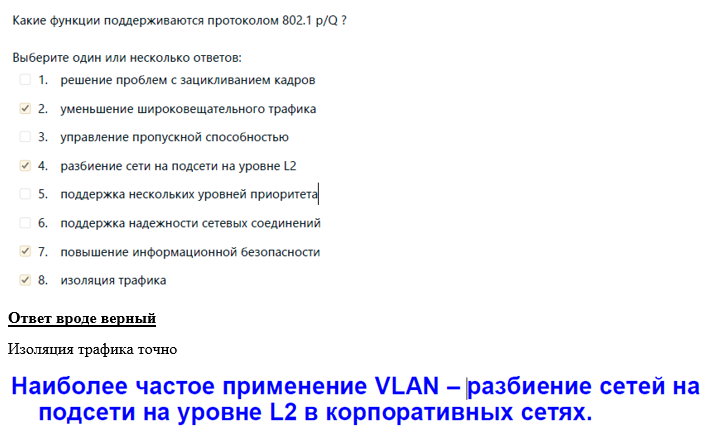 Какие функции поддерживаются протоколом 802.1 p/Q ?
Выберите один или несколько ответов:
1. решение проблем с зацикливанием кадров
2. уменьшение широковещательного трафика
3. управление пропускной способностью
4. разбиение сети на подсети на уровне L2
5. поддержка нескольких уровней приоритета
6. поддержка надежности сетевых соединений
7. повышение информационной безопасности
8. изоляция трафика
Ответ вроде верный
Изоляция трафика точно
Наиболее частое применение VLAN – разбиение сетей на
подсети на уровне L2 в корпоративных сетях.